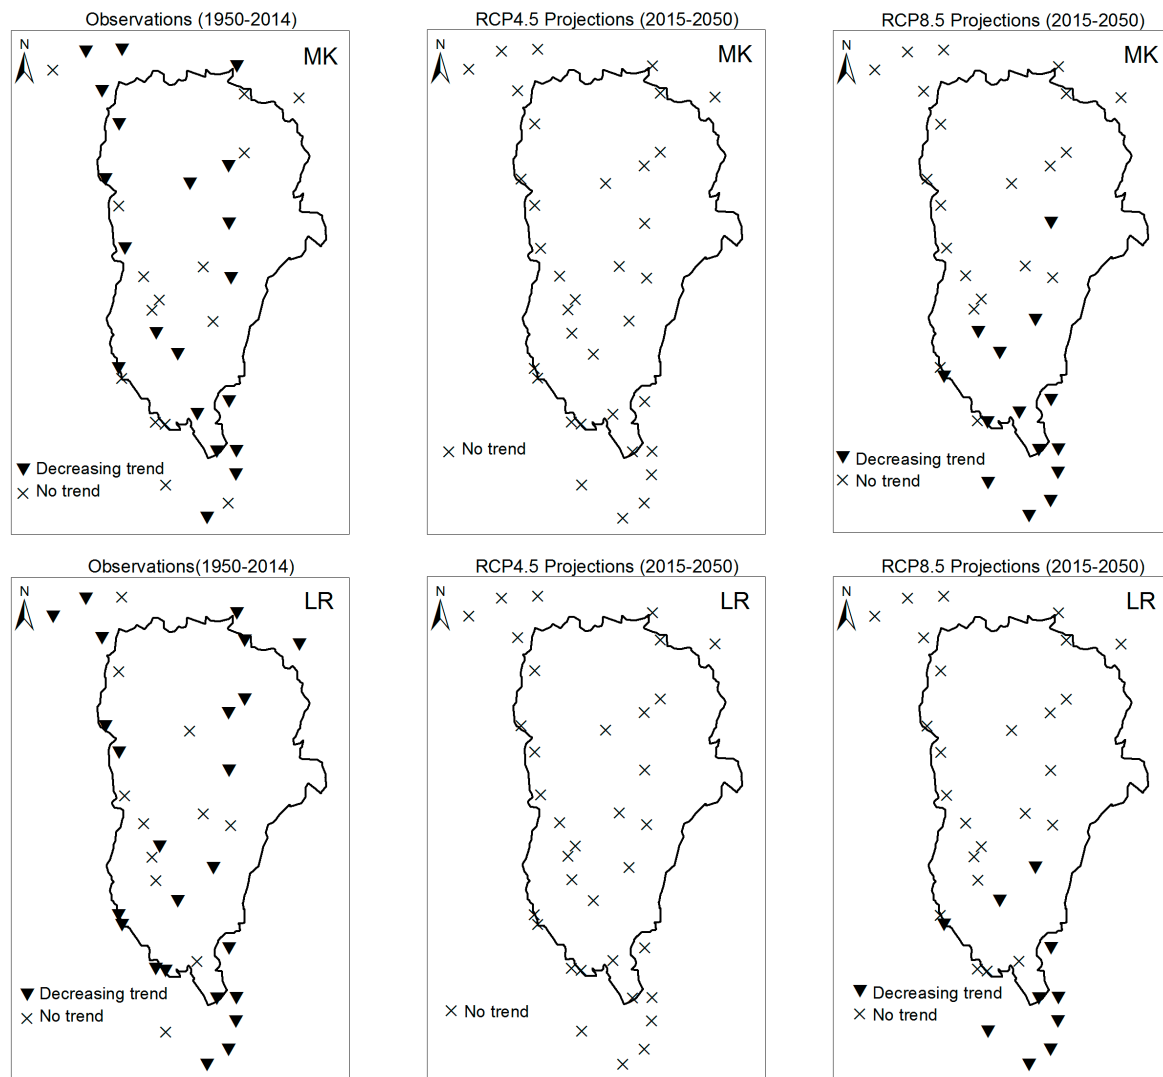 Observations (1950-2014)
RCP4.5 Projections (2015-2050)
RCP8.5 Projections (2015-2050)
N
MK
N
MK
N
MK
Decreasing trend
No trend
No trend
Decreasing trend
No trend
Observations(1950-2014)
RCP4.5 Projections (2015-2050)
RCP8.5 Projections (2015-2050)
N
LR
N
LR
N
LR
Decreasing trend
No trend
No trend
Decreasing trend
No trend